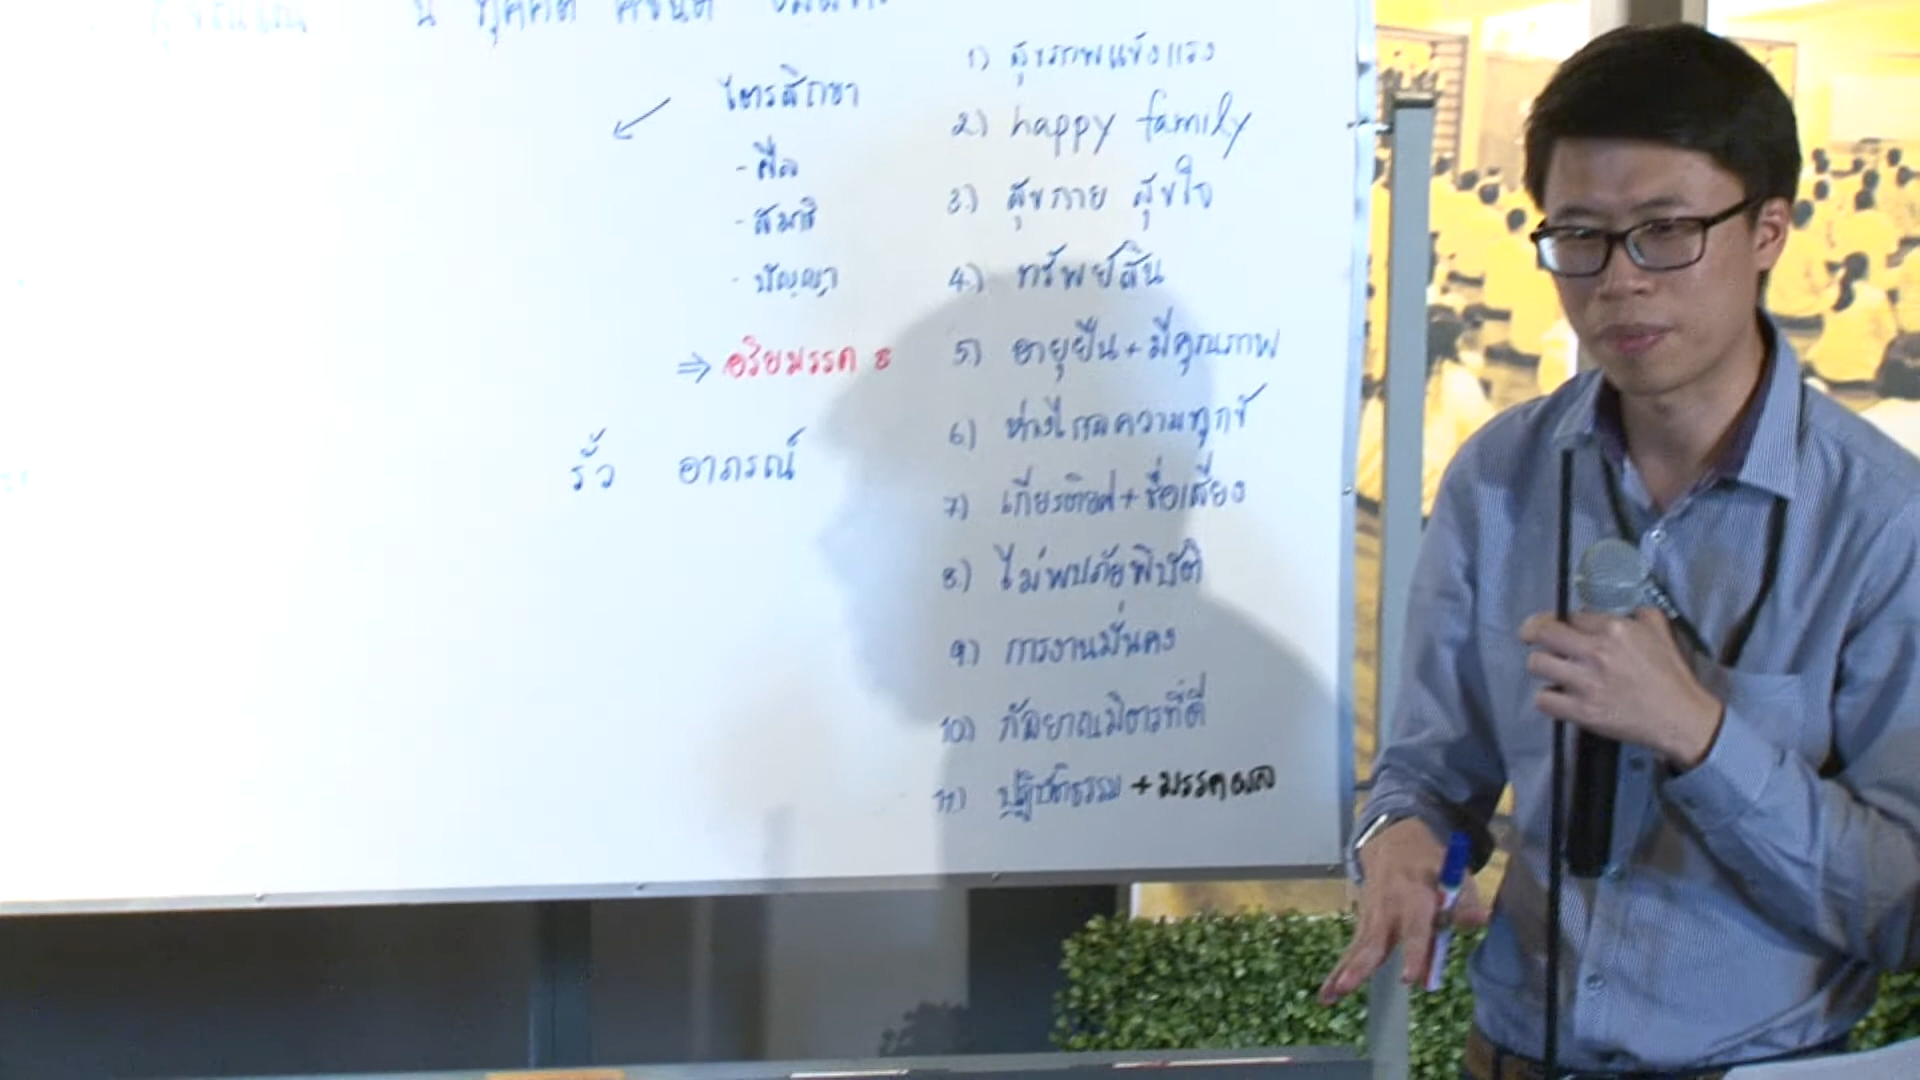 ไตรสิกขา
- ศีล
- สมาธิ
- ปัญญา
⇒ อริยมรรค 8
รั้ว อาภรณ์
1) สุขภาพแข็งแรง
2) happy family
3) สุขกาย สุขใจ
4) ทรัพย์สิน
5) อายุยืน + มีคุณภาพ
6) ห่างไกลความทุกข์
7) เกียรติยศ + ชื่อเสียง
8) ไม่พบภัยพิบัติ
9) การงานมั่นคง
10) กัลยาณมิตรที่ดี
11) ปฏิบัติธรรม + มรรคผล